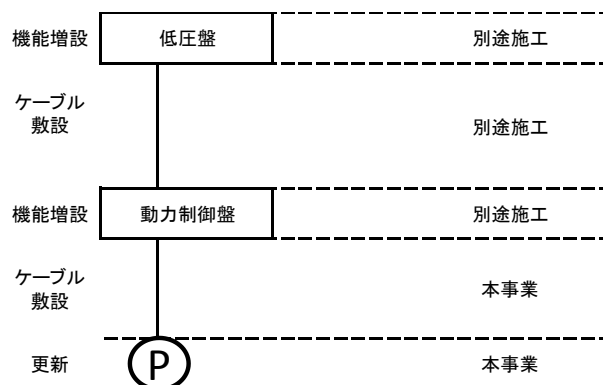 機能増設 低圧盤 別途施工
ケーブル
敷設
別途施工
機能増設 動力制御盤 別途施工
ケーブル
敷設
本事業
更新 P 本事業